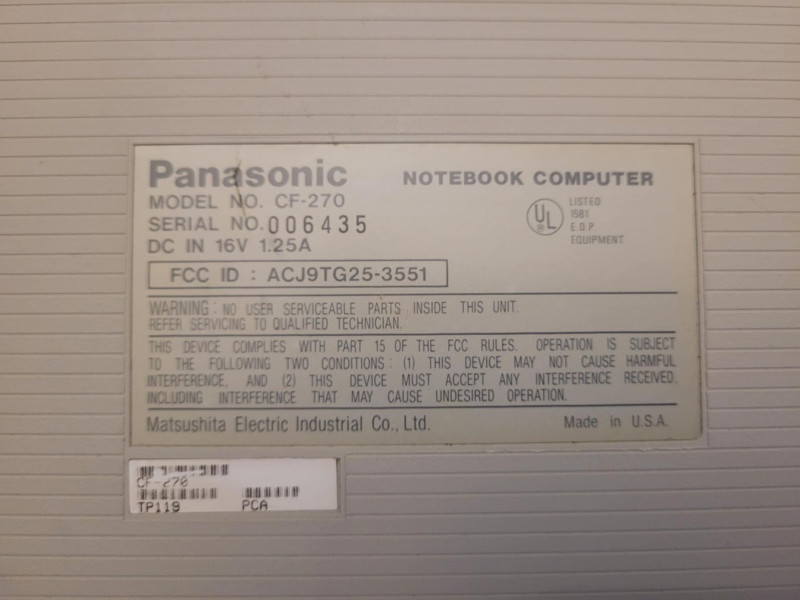 Panasonic NOTEBOOK COMPUTER
MODEL NO. CF-270
SERIAL NO. 006435
DC IN 16V 1.25A
UL ®
LISTED
1581
E.D.P.
EQUIPMENT
FCC ID : ACJ9TG25-3551
WARNING : NO USER SERVICEABLE PARTS INSIDE THIS UNIT.
REFER SERVICING TO QUALIFIED TECHNICIAN.
THIS DEVICE COMPLIES WITH PART 15 OF THE FCC RULES. OPERATION IS SUBJECT
TO THE FOLLOWING TWO CONDITIONS : (1) THIS DEVICE MAY NOT CAUSE HARMFUL
INTERFERENCE, AND (2) THIS DEVICE MUST ACCEPT ANY INTERFERENCE RECEIVED,
INCLUDING INTERFERENCE THAT MAY CAUSE UNDESIRED OPERATION.
Matsushita Electric Industrial Co., Ltd. Made in U.S.A.
CF-270
TP119 PCA